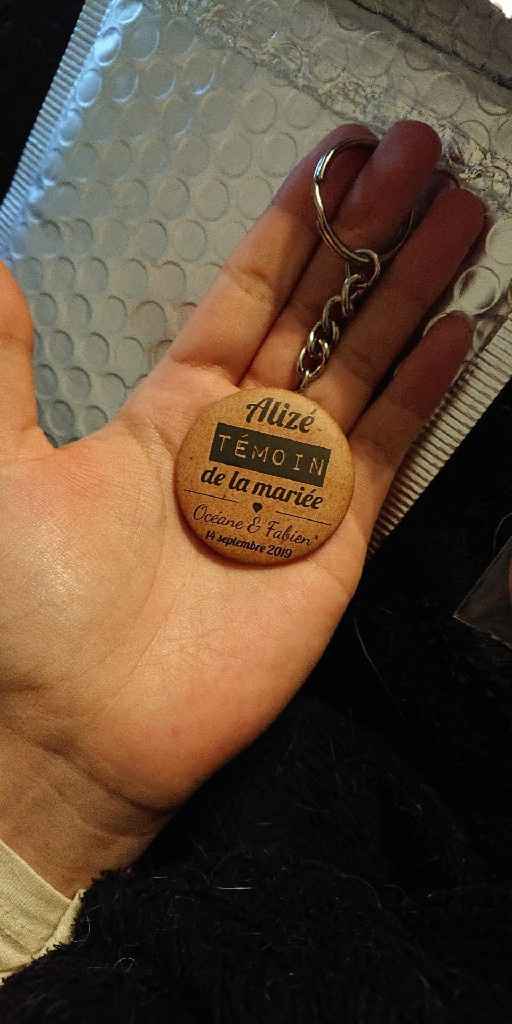 Alizé
TÉMOIN
de la mariée
Océane & Fabien
14 septembre 2019